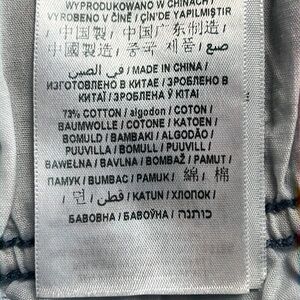 WYPRODUKOWANO W CHINACH /
VYROBENO V ČÍNĚ / ÇİN'DE YAPILMIŞTIR
/ 中国製 / 中国广东制造 /
中國製造 / 중국 제품 / صنع
في الصين / MADE IN CHINA /
ИЗГОТОВЛЕНО В КИТАЕ / ЗРОБЛЕНО В
КИТАЇ / ЗРОБЛЕНА Ў КІТАІ
73% COTTON / algodon / COTON /
BAUMWOLLE / COTONE / KATOEN /
BOMULD / BAMBAKI / ALGODÃO /
PUUVILLA / BOMULL / PUUVILL /
BAWEŁNA / BAVLNA / BOMBAŽ / PAMUT /
ПАМУК / BUMBAC / PAMUK / 綿 / 棉
/ 면 / قطن / KATUN / ХЛОПОК /
БАВОВНА / БАВОЎНА / כותנה